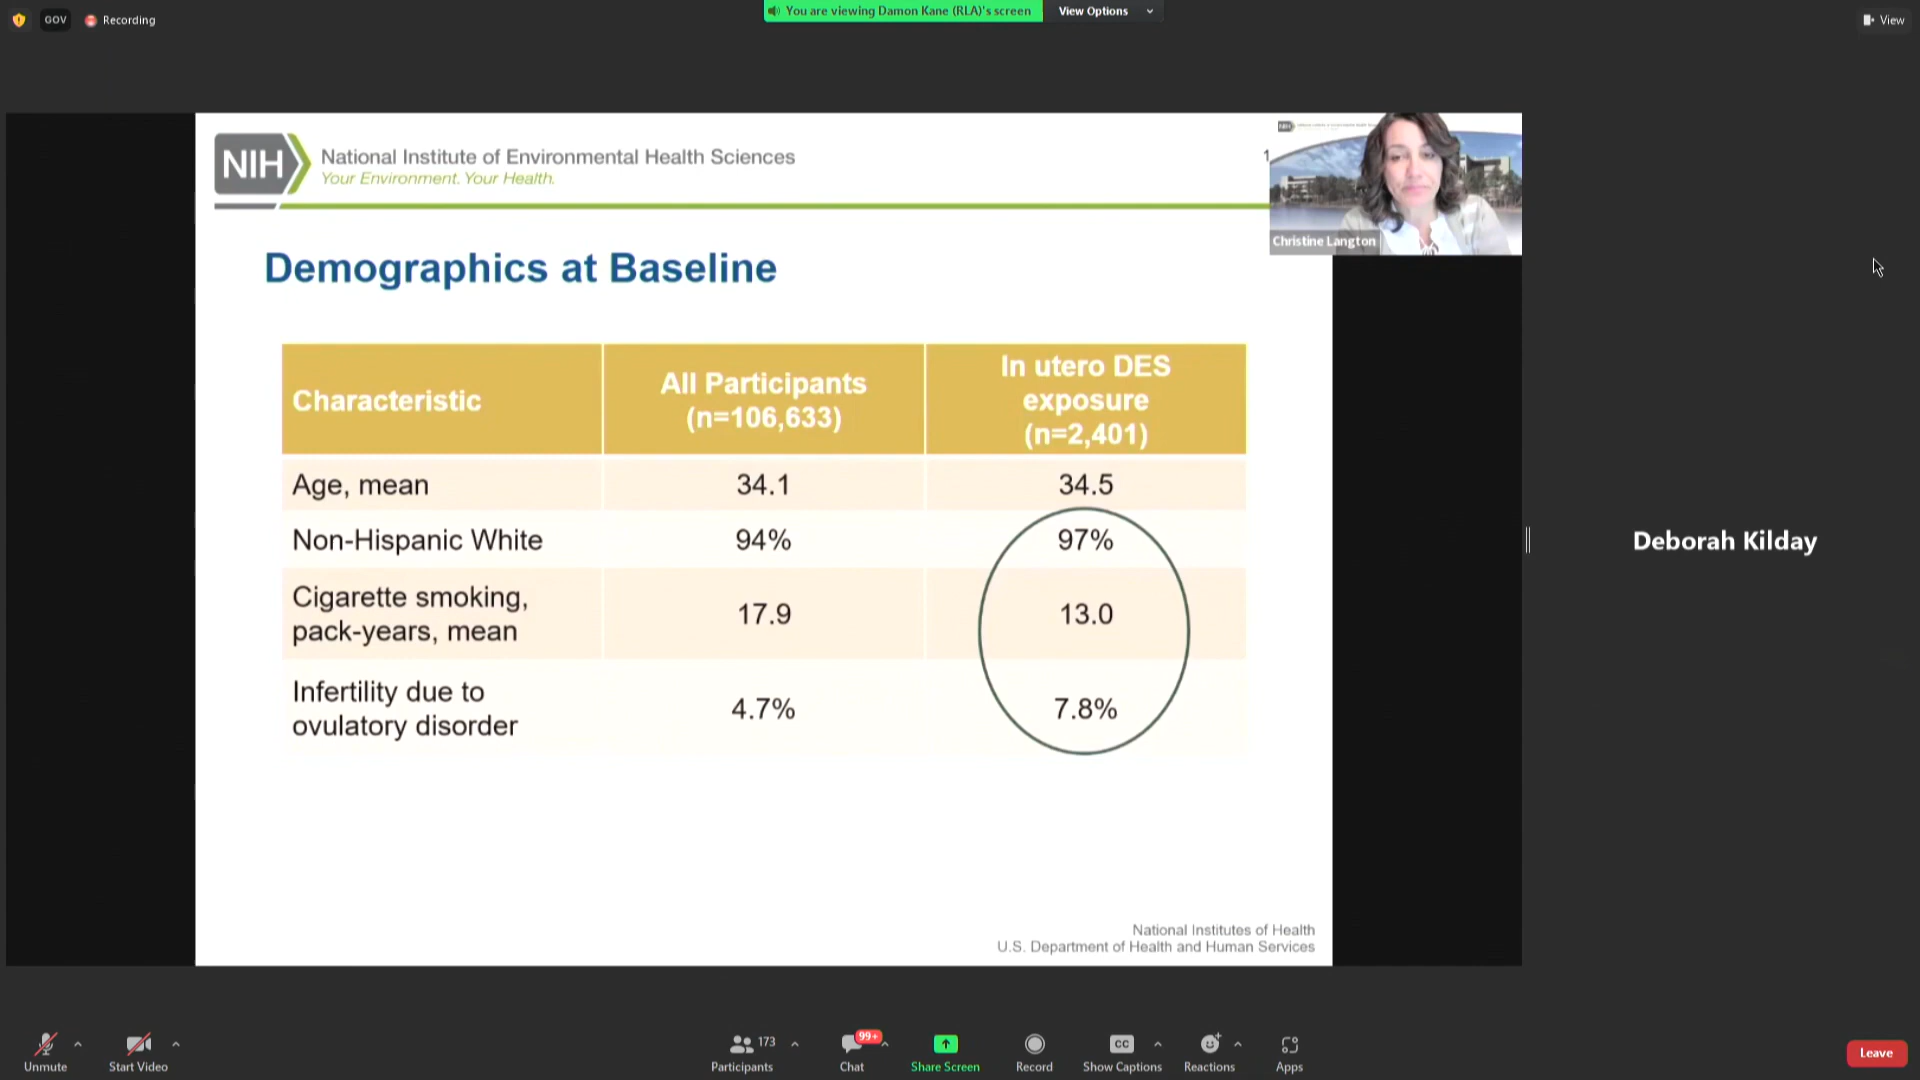 GOV
Recording
You are viewing Damon Kane (RLA)'s screen
View Options
View
NIH
National Institute of Environmental Health Sciences
Your Environment. Your Health.
1
Christine Langton
Demographics at Baseline
Characteristic
All Participants
(n=106,633)
In utero DES
exposure
(n=2,401)
Age, mean
34.1
34.5
Non-Hispanic White
94%
97%
Cigarette smoking,
pack-years, mean
17.9
13.0
Infertility due to
ovulatory disorder
4.7%
7.8%
Deborah Kilday
National Institutes of Health
U.S. Department of Health and Human Services
Unmute
Start Video
173
Participants
99+
Chat
Share Screen
Record
CC
Show Captions
Reactions
Apps
Leave